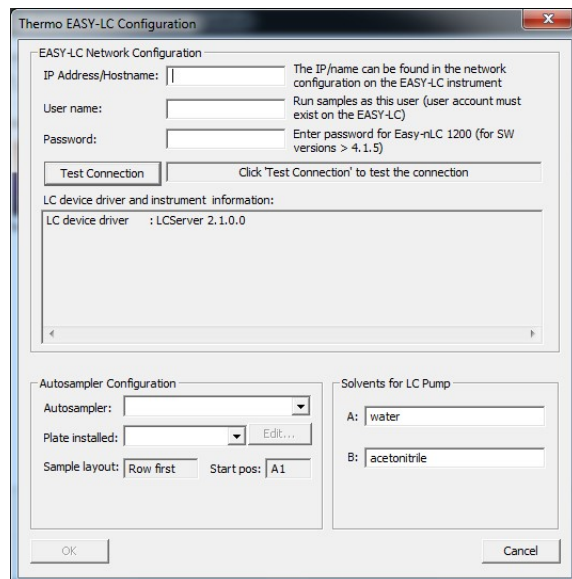 Thermo EASY-LC Configuration
EASY-LC Network Configuration
IP Address/Hostname:
The IP/name can be found in the network
configuration on the EASY-LC instrument
User name:
Run samples as this user (user account must
exist on the EASY-LC)
Password:
Enter password for Easy-nLC 1200 (for SW
versions > 4.1.5)
Test Connection
Click 'Test Connection' to test the connection
LC device driver and instrument information:
LC device driver : LCServer 2.1.0.0
Autosampler Configuration
Autosampler:
Plate installed:
Edit...
Sample layout: Row first Start pos: A1
Solvents for LC Pump
A: water
B: acetonitrile
OK
Cancel